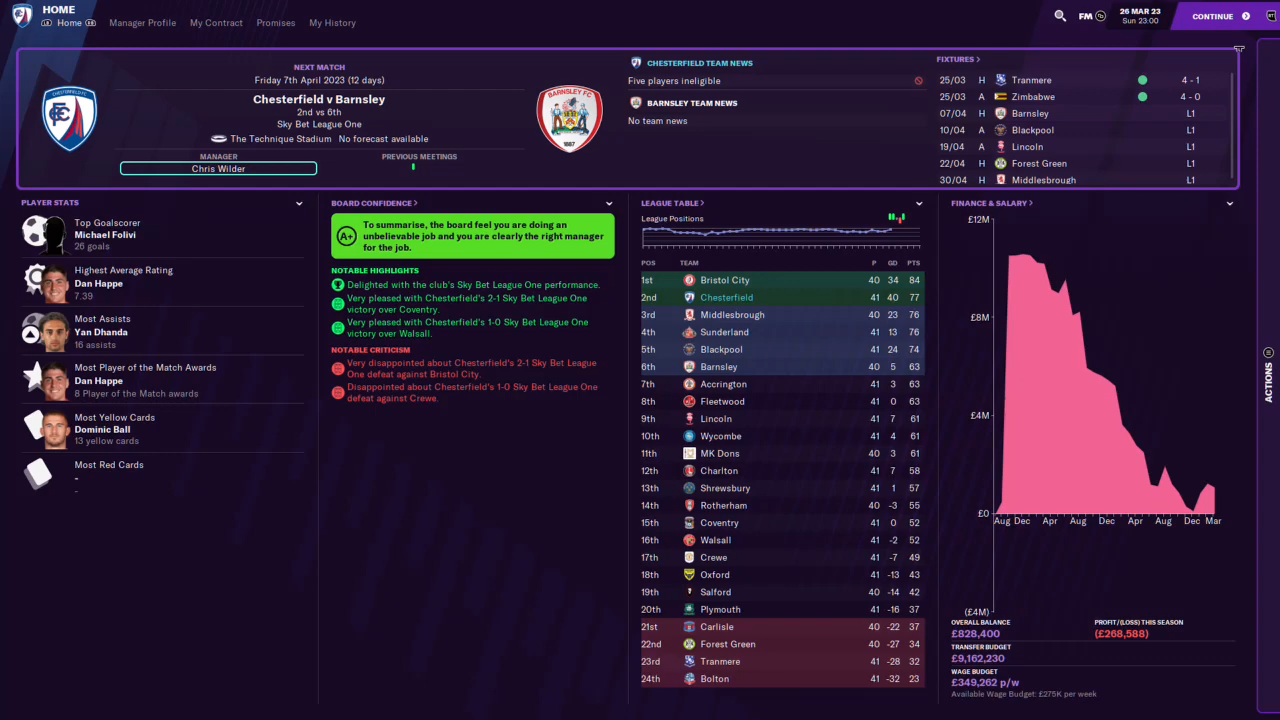 HOME
Home
Manager Profile
My Contract
Promises
My History
FM
26 MAR 23
Sun 23:00
CONTINUE
NEXT MATCH
Friday 7th April 2023 (12 days)
Chesterfield v Barnsley
2nd vs 6th
Sky Bet League One
The Technique Stadium No forecast available
MANAGER
Chris Wilder
PREVIOUS MEETINGS
BARNSLEY FC
1887
CHESTERFIELD TEAM NEWS
Five players ineligible
BARNSLEY TEAM NEWS
No team news
FIXTURES
25/03 H Tranmere 4 - 1
25/03 A Zimbabwe 4 - 0
07/04 H Barnsley L1
10/04 A Blackpool L1
19/04 A Lincoln L1
22/04 H Forest Green L1
30/04 H Middlesbrough L1
PLAYER STATS
Top Goalscorer
Michael Folivi
26 goals
Highest Average Rating
Dan Happe
7.39
Most Assists
Yan Dhanda
16 assists
Most Player of the Match Awards
Dan Happe
8 Player of the Match awards
Most Yellow Cards
Dominic Ball
13 yellow cards
Most Red Cards
-
-
BOARD CONFIDENCE
A+
To summarise, the board feel you are doing an
unbelievable job and you are clearly the right manager
for the job.
NOTABLE HIGHLIGHTS
Delighted with the club's Sky Bet League One performance.
Very pleased with Chesterfield's 2-1 Sky Bet League One
victory over Coventry.
Very pleased with Chesterfield's 1-0 Sky Bet League One
victory over Walsall.
NOTABLE CRITICISM
Very disappointed about Chesterfield's 2-1 Sky Bet League
One defeat against Bristol City.
Disappointed about Chesterfield's 1-0 Sky Bet League One
defeat against Crewe.
LEAGUE TABLE
League Positions
POS TEAM P GD PTS
1st Bristol City 40 34 84
2nd Chesterfield 41 40 77
3rd Middlesbrough 40 23 76
4th Sunderland 41 13 76
5th Blackpool 41 24 74
6th Barnsley 40 5 63
7th Accrington 41 3 63
8th Fleetwood 41 0 63
9th Lincoln 41 7 61
10th Wycombe 41 4 61
11th MK Dons 40 3 61
12th Charlton 41 7 58
13th Shrewsbury 41 1 57
14th Rotherham 40 -3 55
15th Coventry 41 0 52
16th Walsall 41 -2 52
17th Crewe 41 -7 49
18th Oxford 41 -13 43
19th Salford 40 -14 42
20th Plymouth 41 -16 37
21st Carlisle 40 -22 37
22nd Forest Green 40 -27 34
23rd Tranmere 41 -28 32
24th Bolton 41 -32 23
FINANCE & SALARY
£12M
£8M
£4M
£0
(£4M)
Aug Dec Apr Aug Dec Apr Aug Dec Mar
OVERALL BALANCE
£828,400
PROFIT/(LOSS) THIS SEASON
(£268,588)
TRANSFER BUDGET
£9,162,230
WAGE BUDGET
£349,262 p/w
Available Wage Budget: £275K per week
ACTIONS